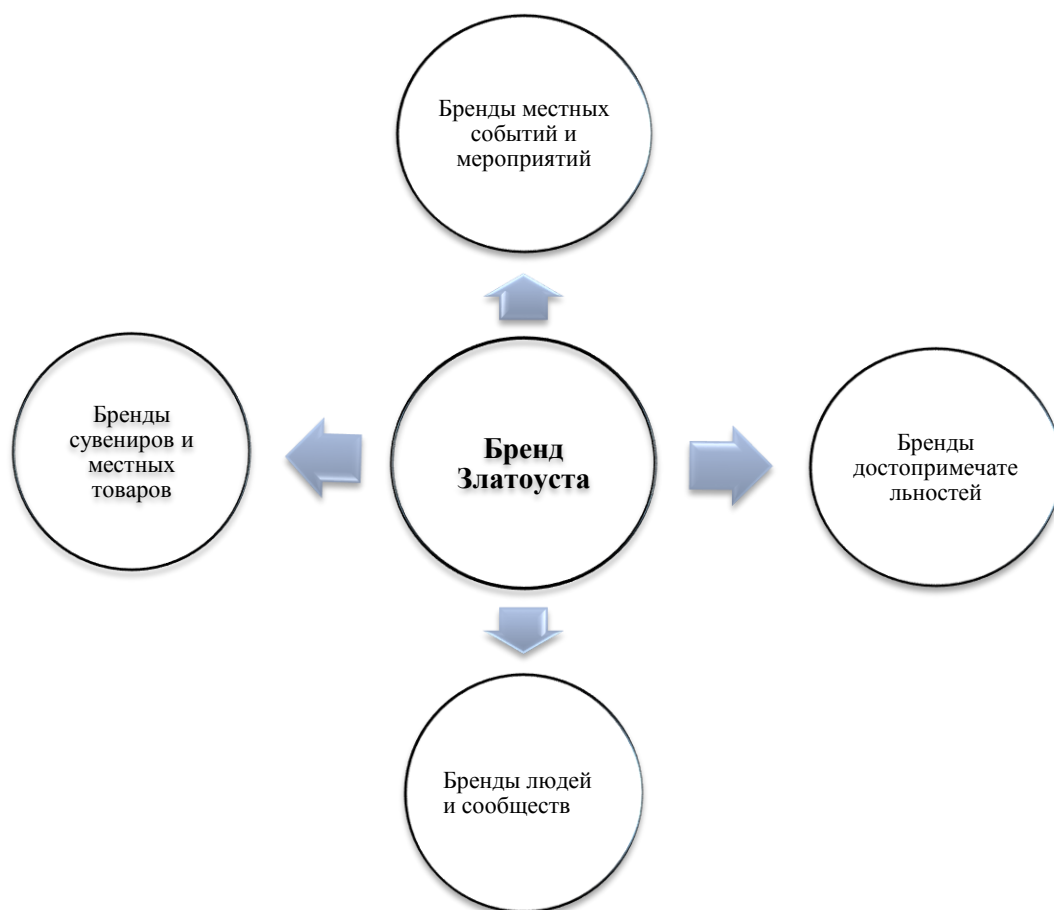 Бренды местных
событий и
мероприятий
Бренды
сувениров и
местных
товаров
Бренд
Златоуста
Бренды
достопримечате
льностей
Бренды людей
и сообществ